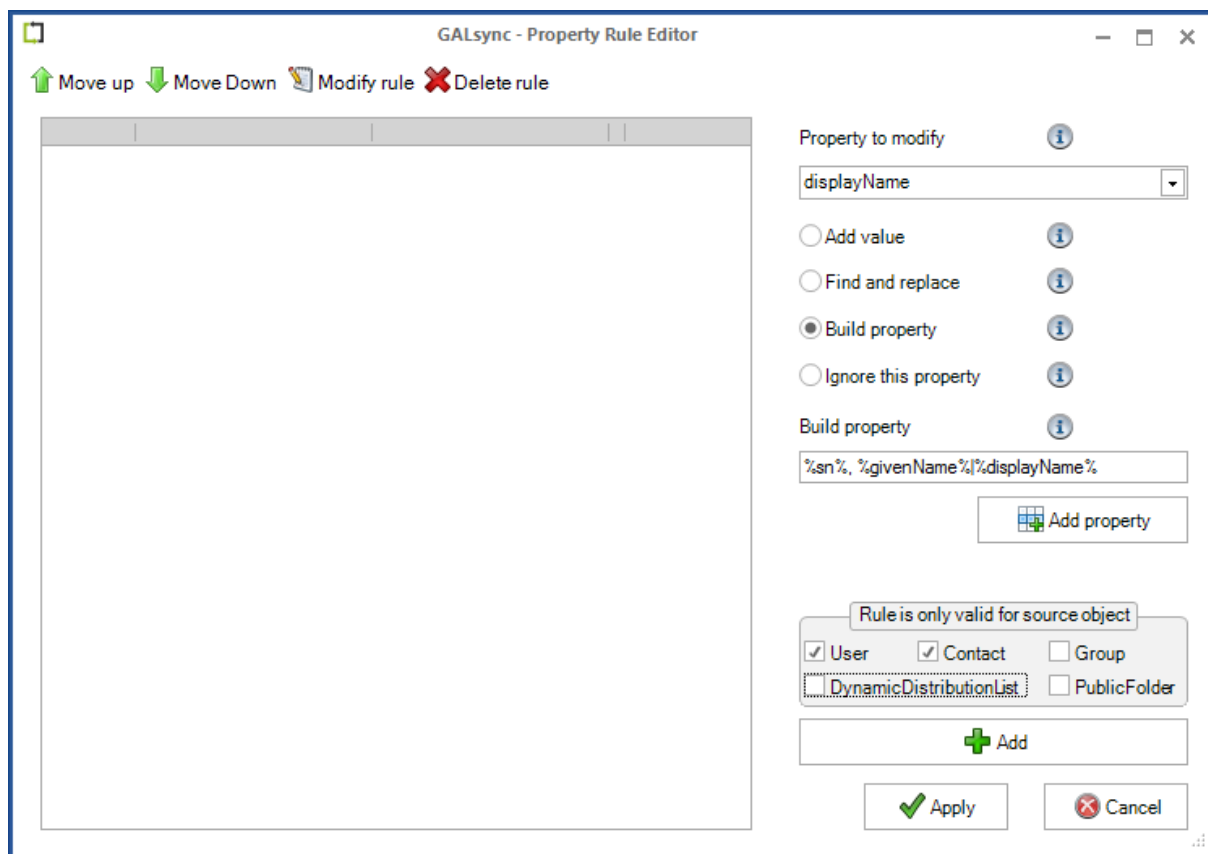 GALsync - Property Rule Editor
Move up Move Down Modify rule Delete rule
Property to modify
displayName
Add value
Find and replace
Build property
Ignore this property
Build property
%sn%, %givenName%|%displayName%
Add property
Rule is only valid for source object
User Contact Group
DynamicDistributionList PublicFolder
Add
Apply Cancel